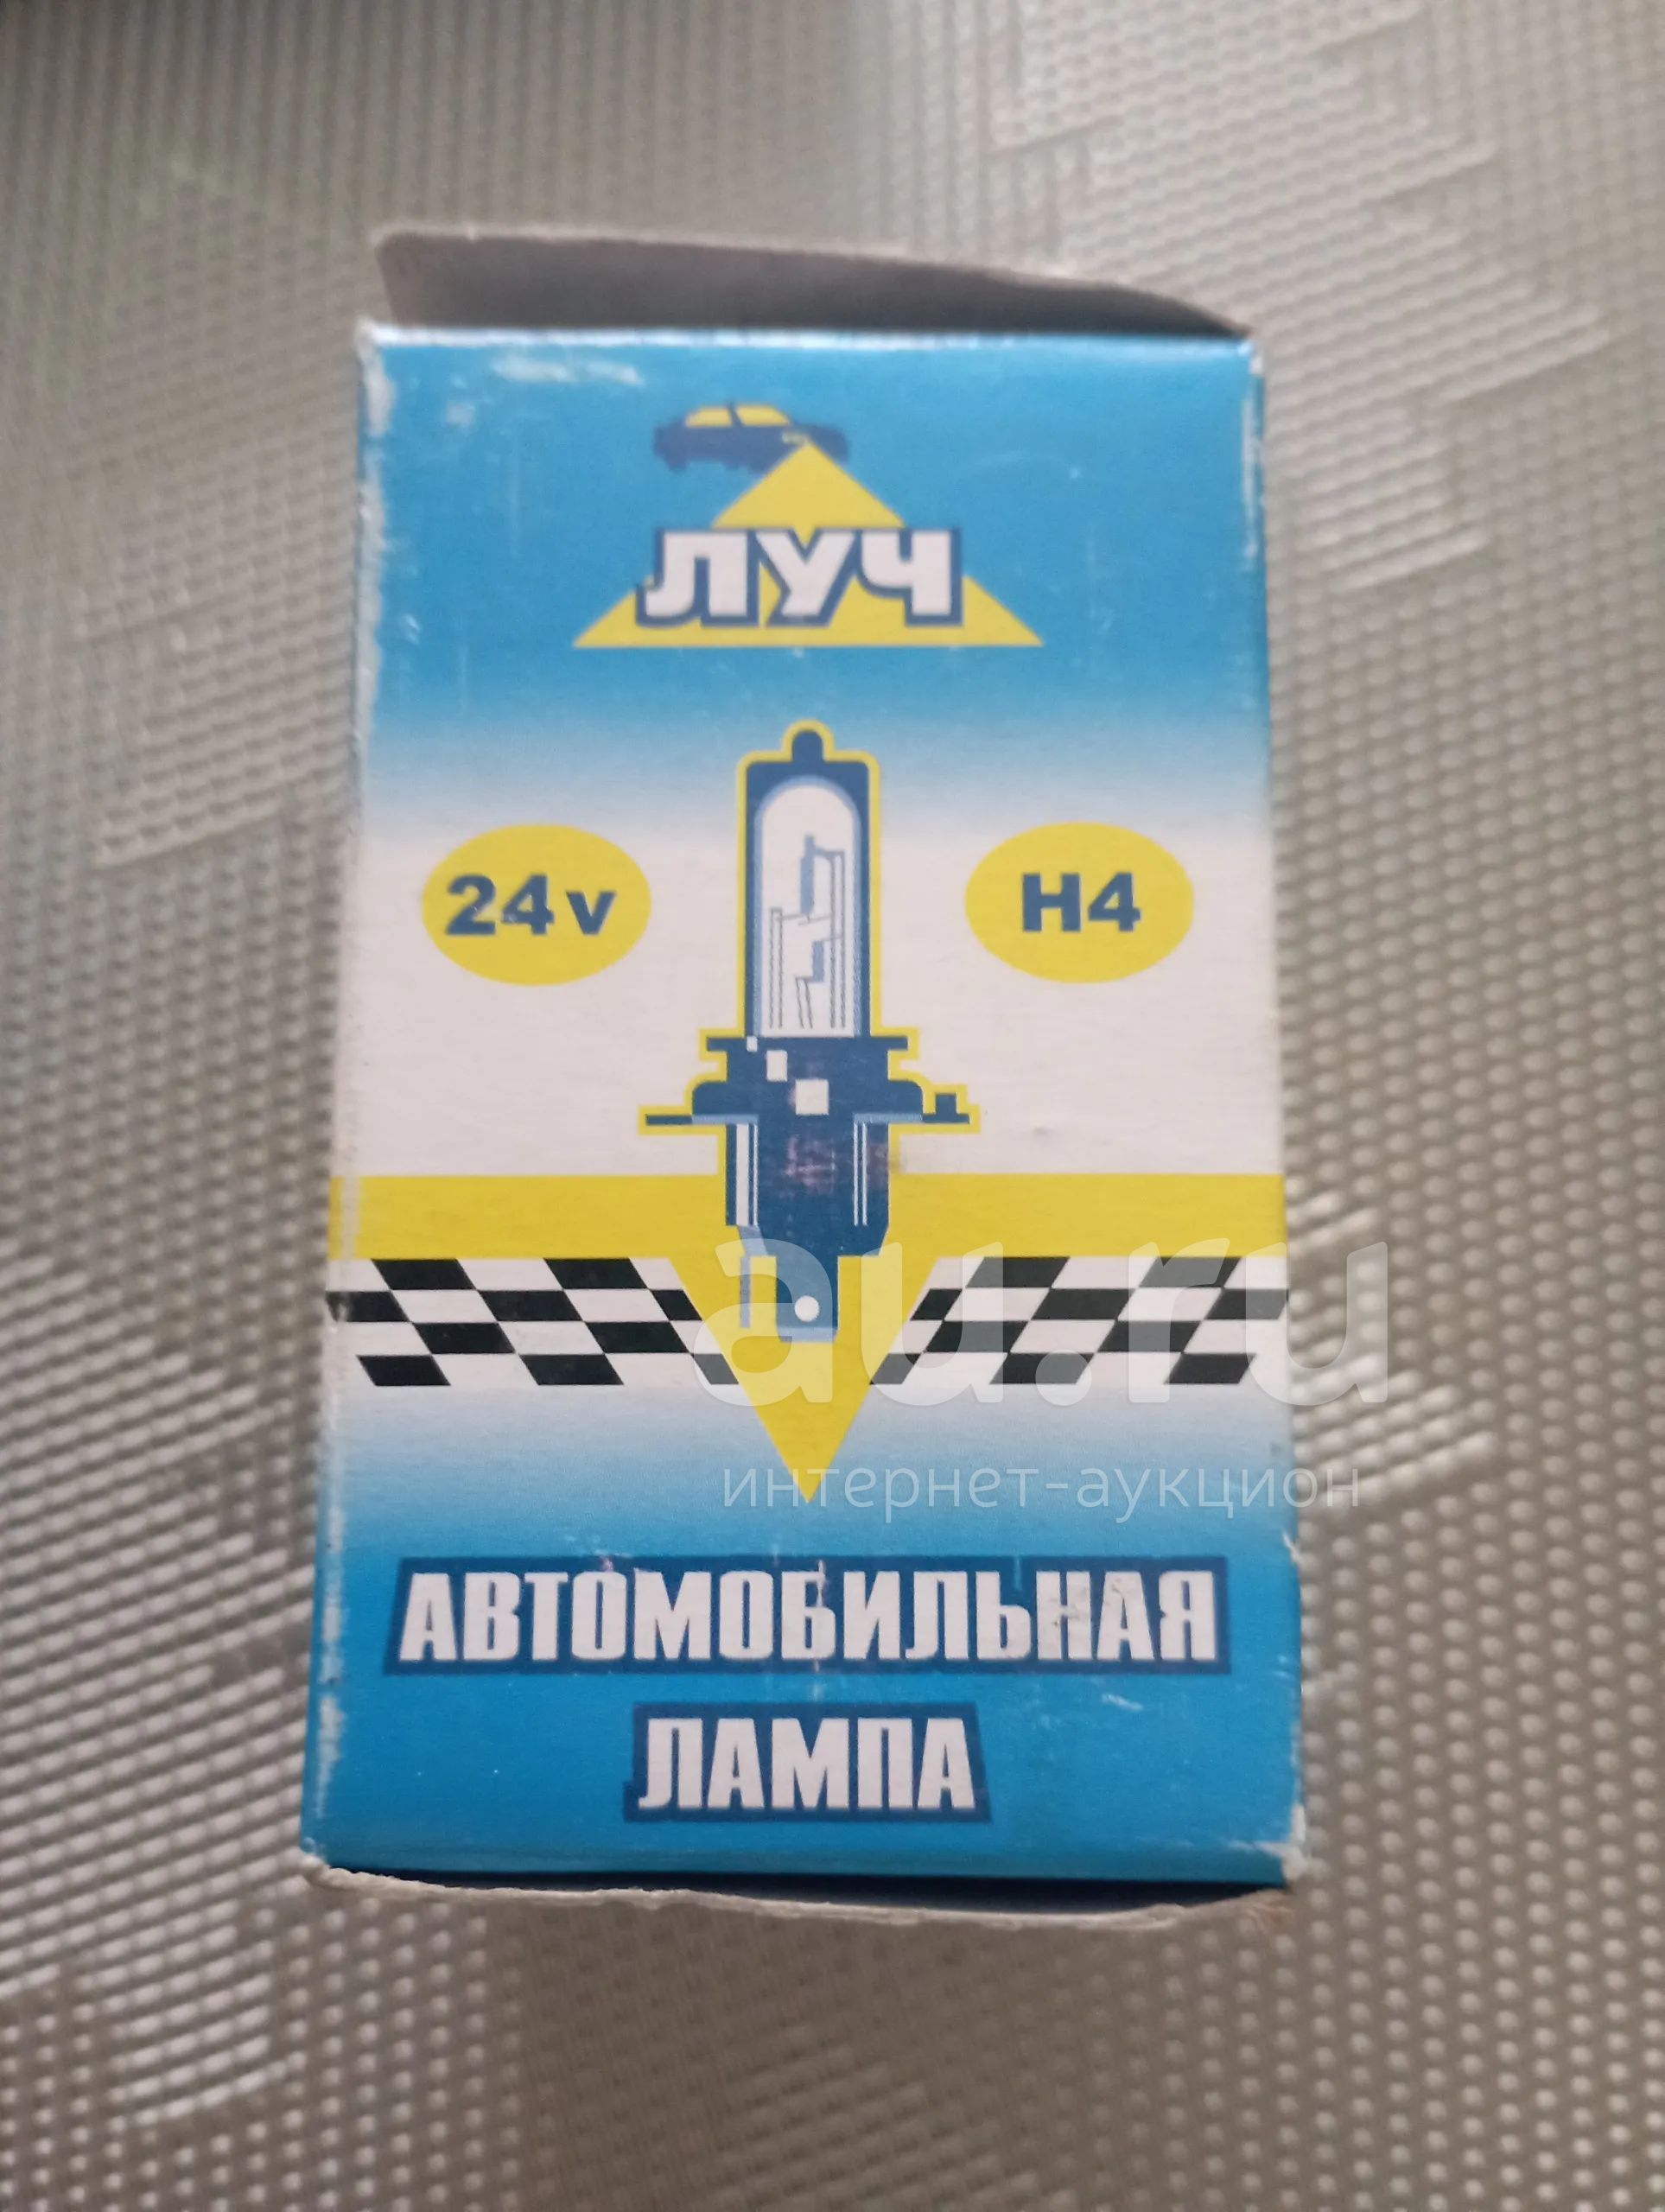 ЛУЧ
24v
H4
au.ru
интернет-аукцион
АВТОМОБИЛЬНАЯ
ЛАМПА